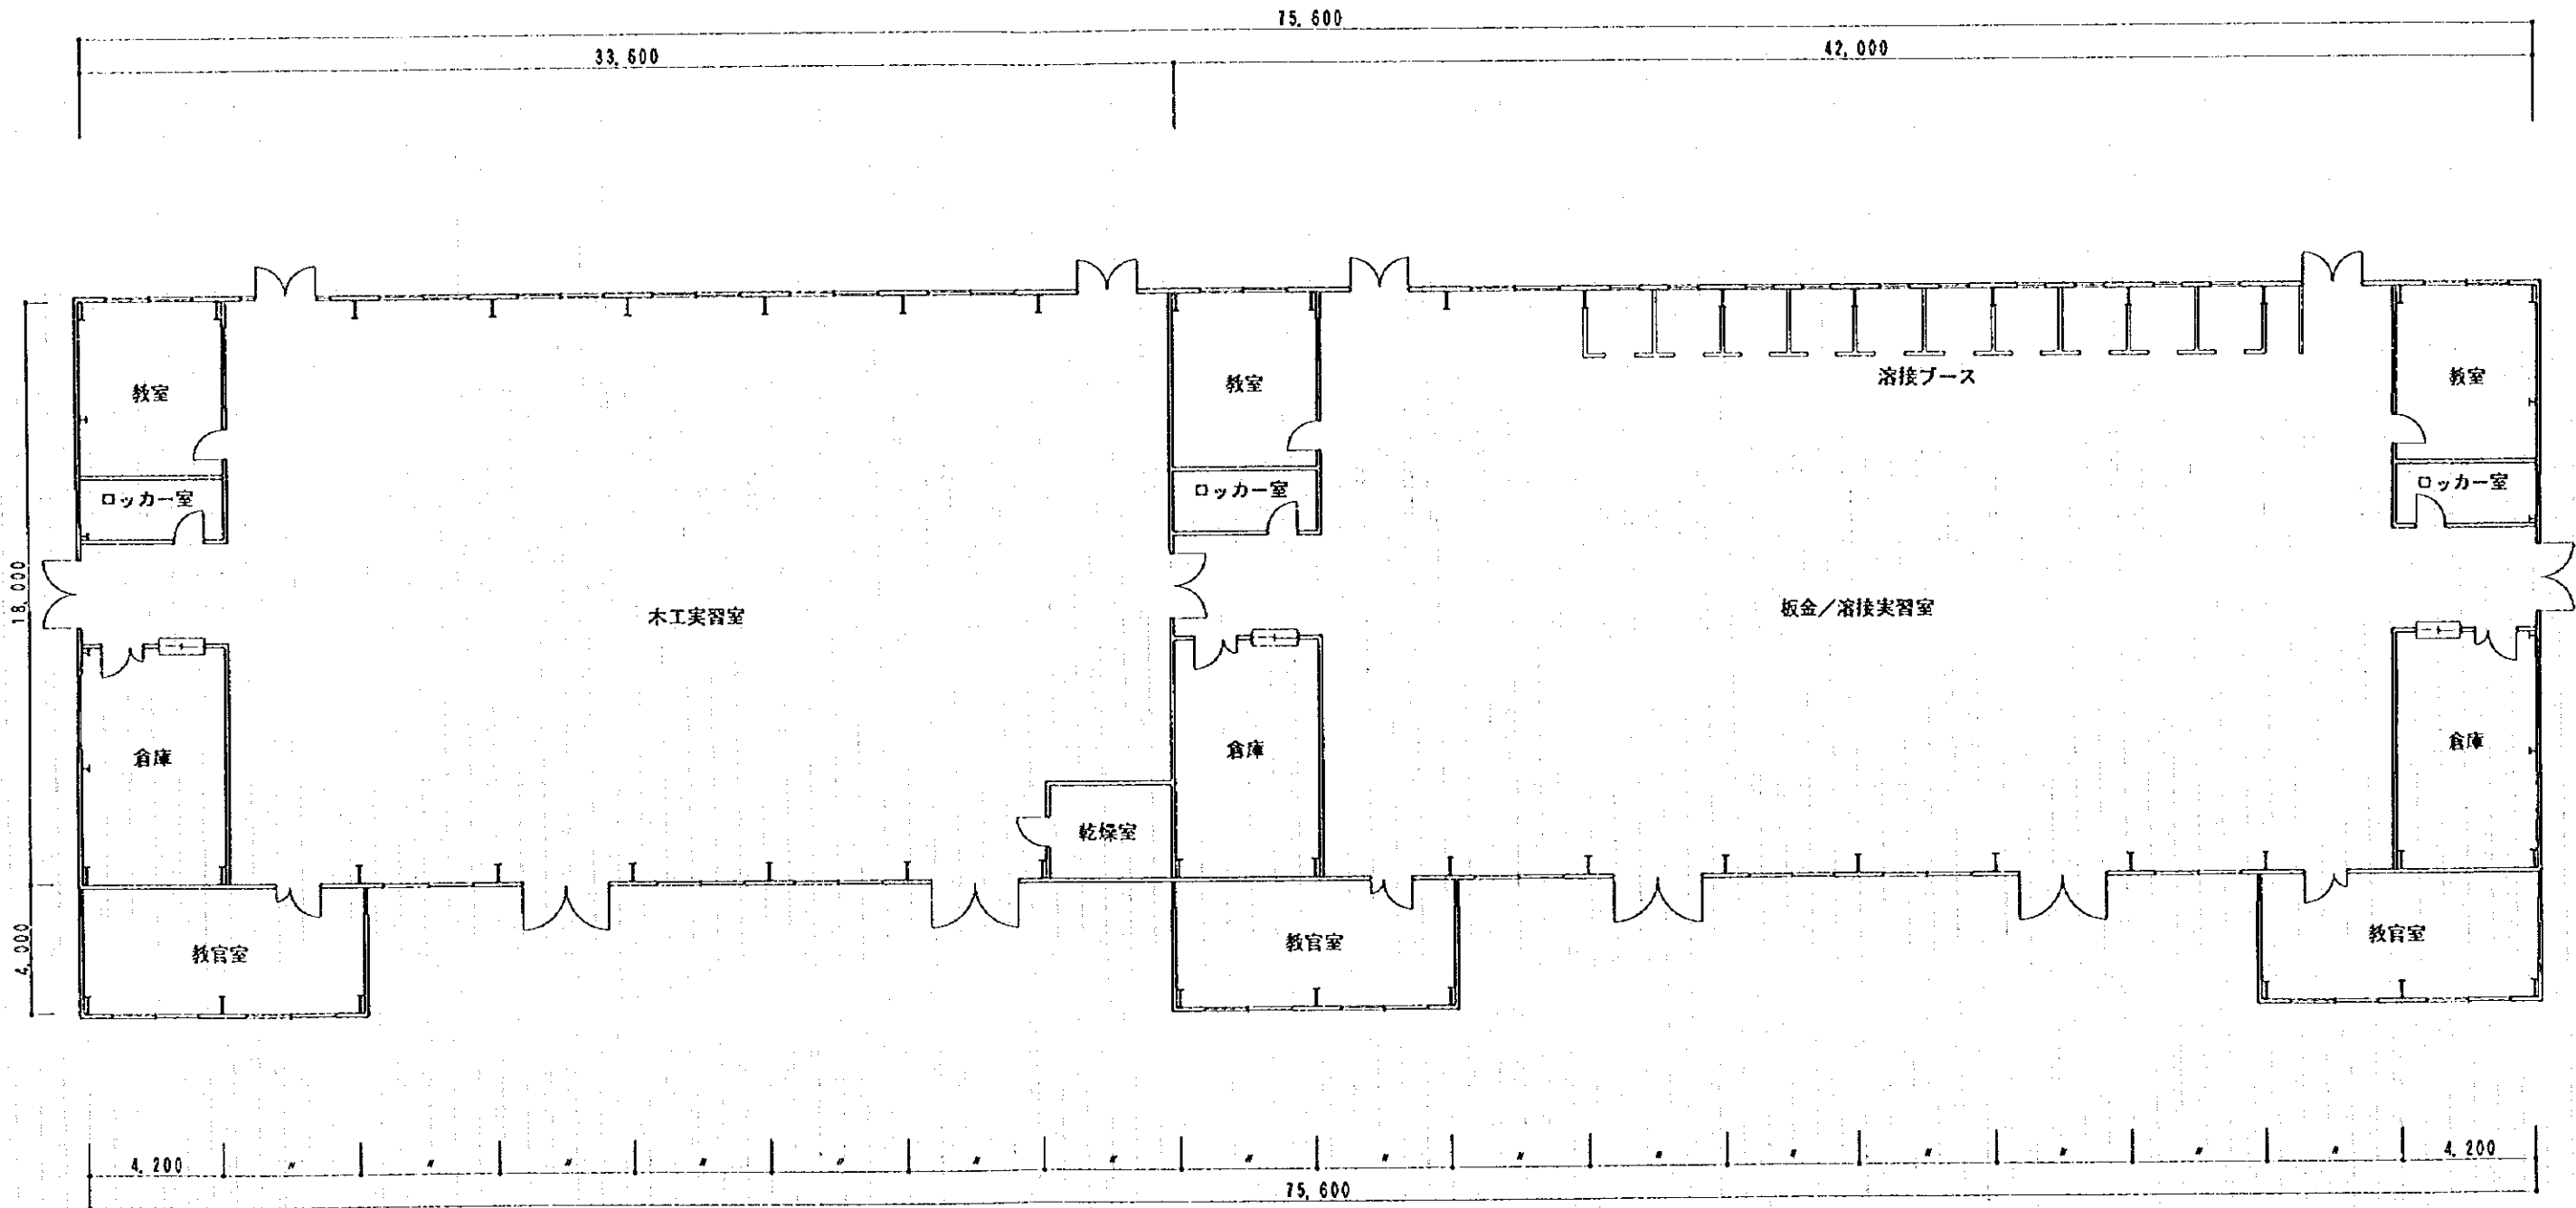 75,600
33,600
42,000
教室
教室
溶接ブース
教室
ロッカー室
ロッカー室
ロッカー室
18,000
木工実習室
板金/溶接実習室
倉庫
倉庫
倉庫
乾燥室
4,000
教官室
教官室
教官室
4,200 〃 〃 〃 〃 〃 〃 〃 〃 〃 〃 〃 〃 〃 〃 〃 〃 4,200
75,600